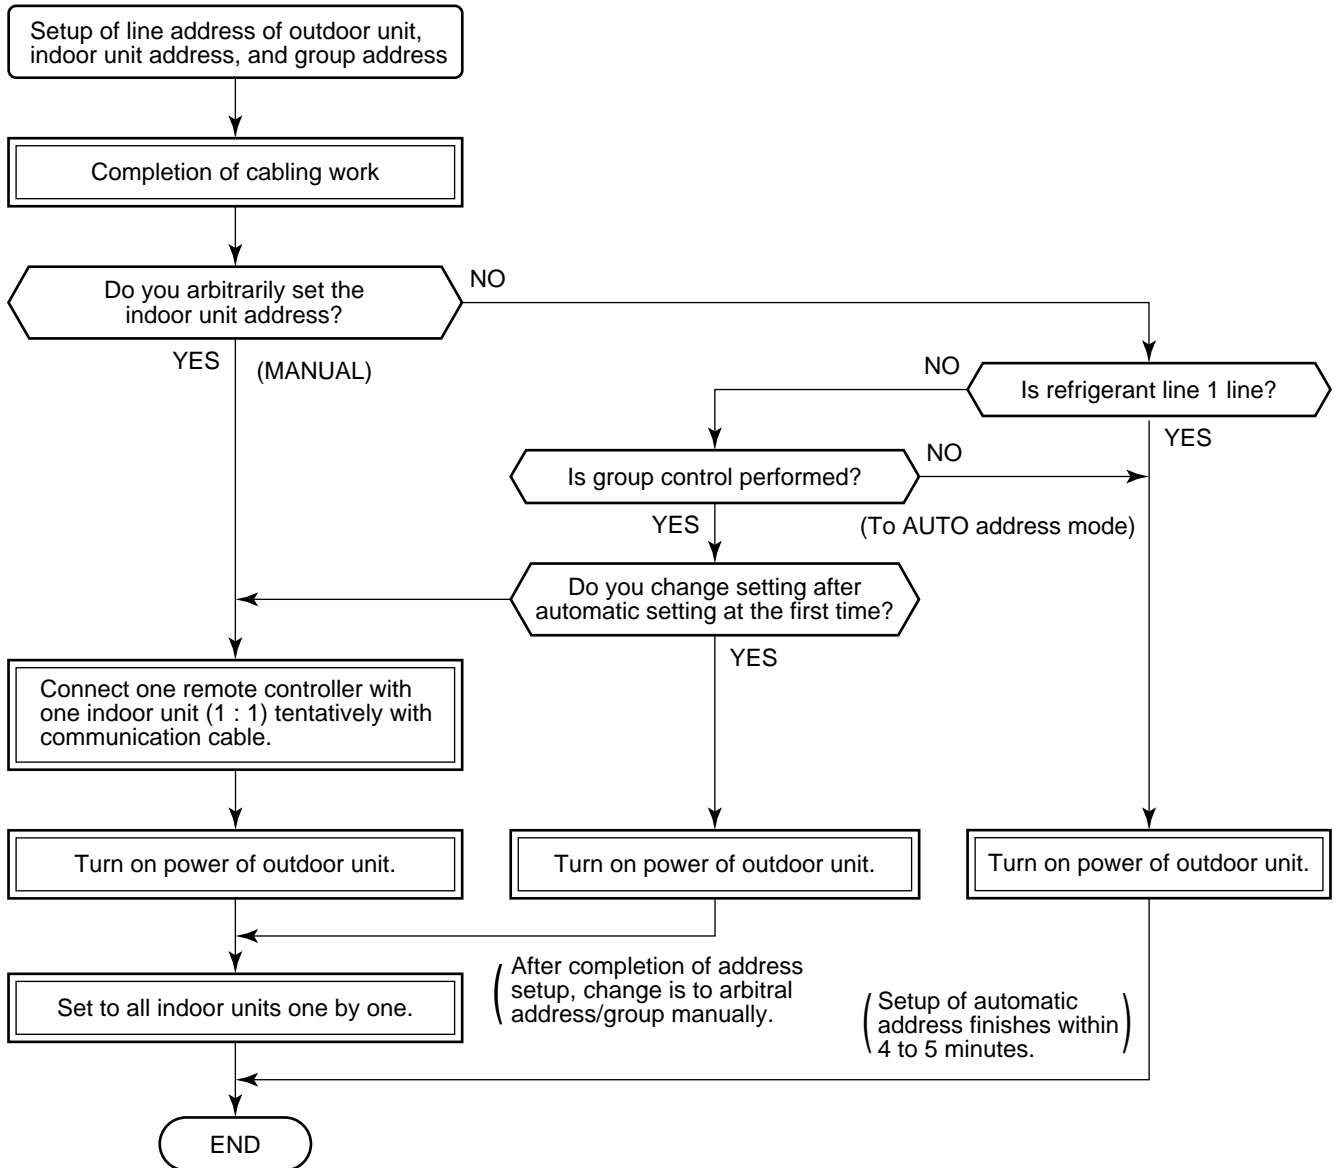 Setup of line address of outdoor unit,
indoor unit address, and group address
Completion of cabling work
Do you arbitrarily set the
indoor unit address?
NO
YES
(MANUAL)
NO
Is refrigerant line 1 line?
YES
Is group control performed?
NO
YES
(To AUTO address mode)
Do you change setting after
automatic setting at the first time?
YES
Connect one remote controller with
one indoor unit (1 : 1) tentatively with
communication cable.
Turn on power of outdoor unit.
Turn on power of outdoor unit.
Turn on power of outdoor unit.
(After completion of address
setup, change is to arbitral
address/group manually.
Set to all indoor units one by one.
(Setup of automatic
address finishes within
4 to 5 minutes.)
END